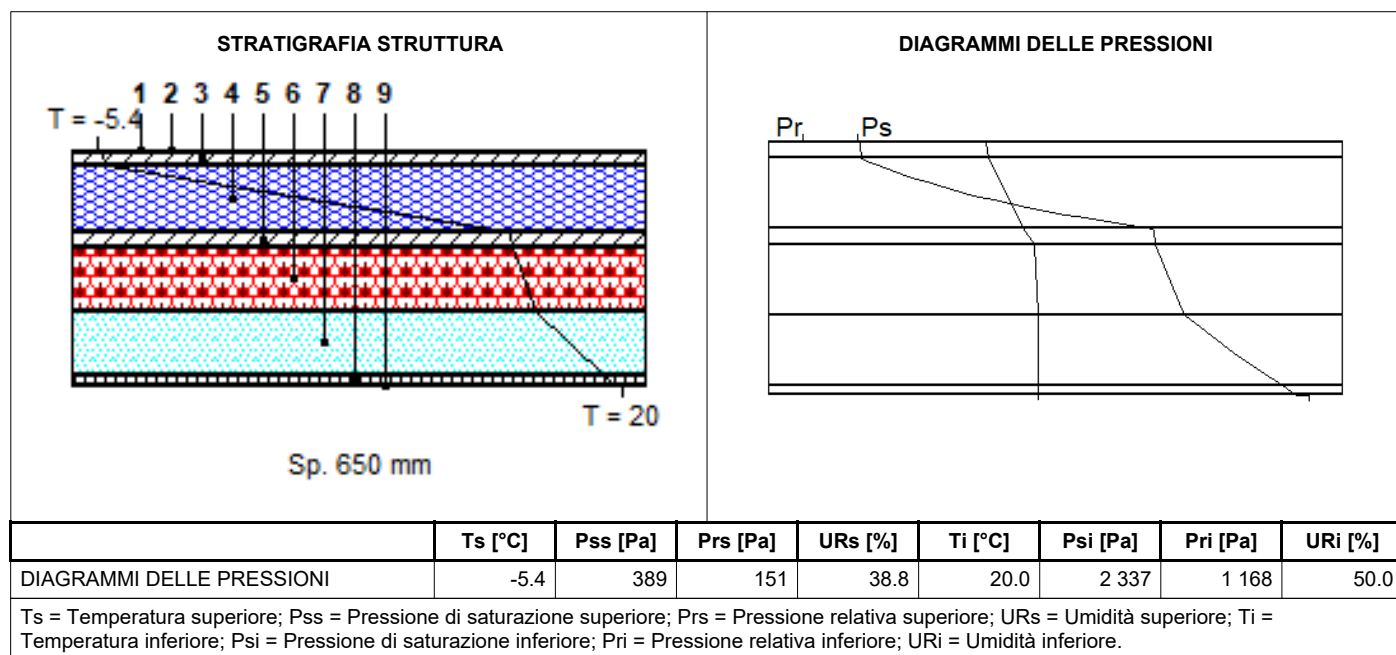 STRATIGRAFIA STRUTTURA
1 2 3 4 5 6 7 8 9
T = -5.4
T = 20
Sp. 650 mm
DIAGRAMMI DELLE PRESSIONI
Pr Ps
Ts [°C] Pss [Pa] Prs [Pa] URs [%] Ti [°C] Psi [Pa] Pri [Pa] URi [%]
DIAGRAMMI DELLE PRESSIONI -5.4 389 151 38.8 20.0 2 337 1 168 50.0
Ts = Temperatura superiore; Pss = Pressione di saturazione superiore; Prs = Pressione relativa superiore; URs = Umidità superiore; Ti =
Temperatura inferiore; Psi = Pressione di saturazione inferiore; Pri = Pressione relativa inferiore; URi = Umidità inferiore.